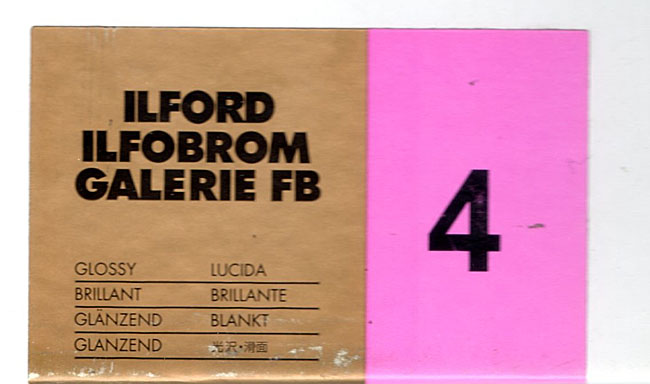 ILFORD
ILFOBROM
GALERIE FB
4
GLOSSY LUCIDA
BRILLANT BRILLANTE
GLÄNZEND BLANKT
GLANZEND 光沢・滑面